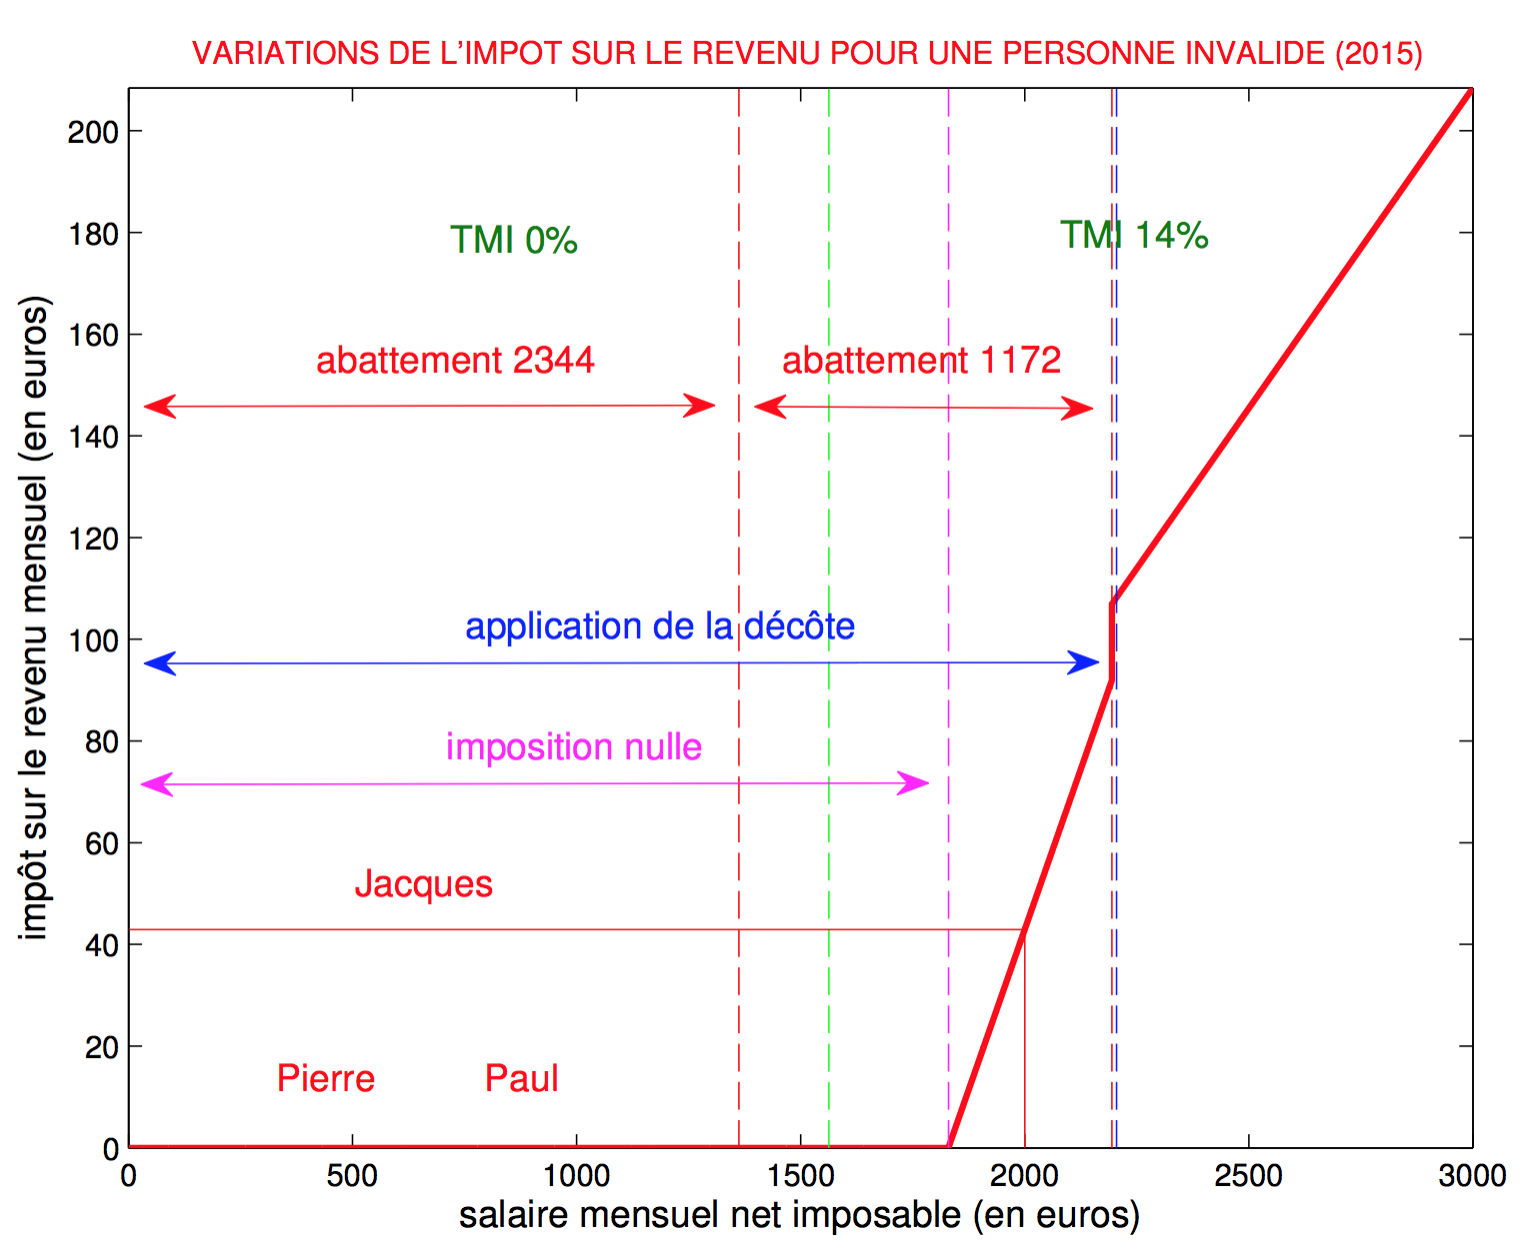 VARIATIONS DE L'IMPOT SUR LE REVENU POUR UNE PERSONNE INVALIDE (2015)
impôt sur le revenu mensuel (en euros)
200
180
160
140
120
100
80
60
40
20
0
TMI 0%
TMI 14%
abattement 2344
abattement 1172
application de la décôte
imposition nulle
Jacques
Pierre
Paul
0
500
1000
1500
2000
2500
3000
salaire mensuel net imposable (en euros)